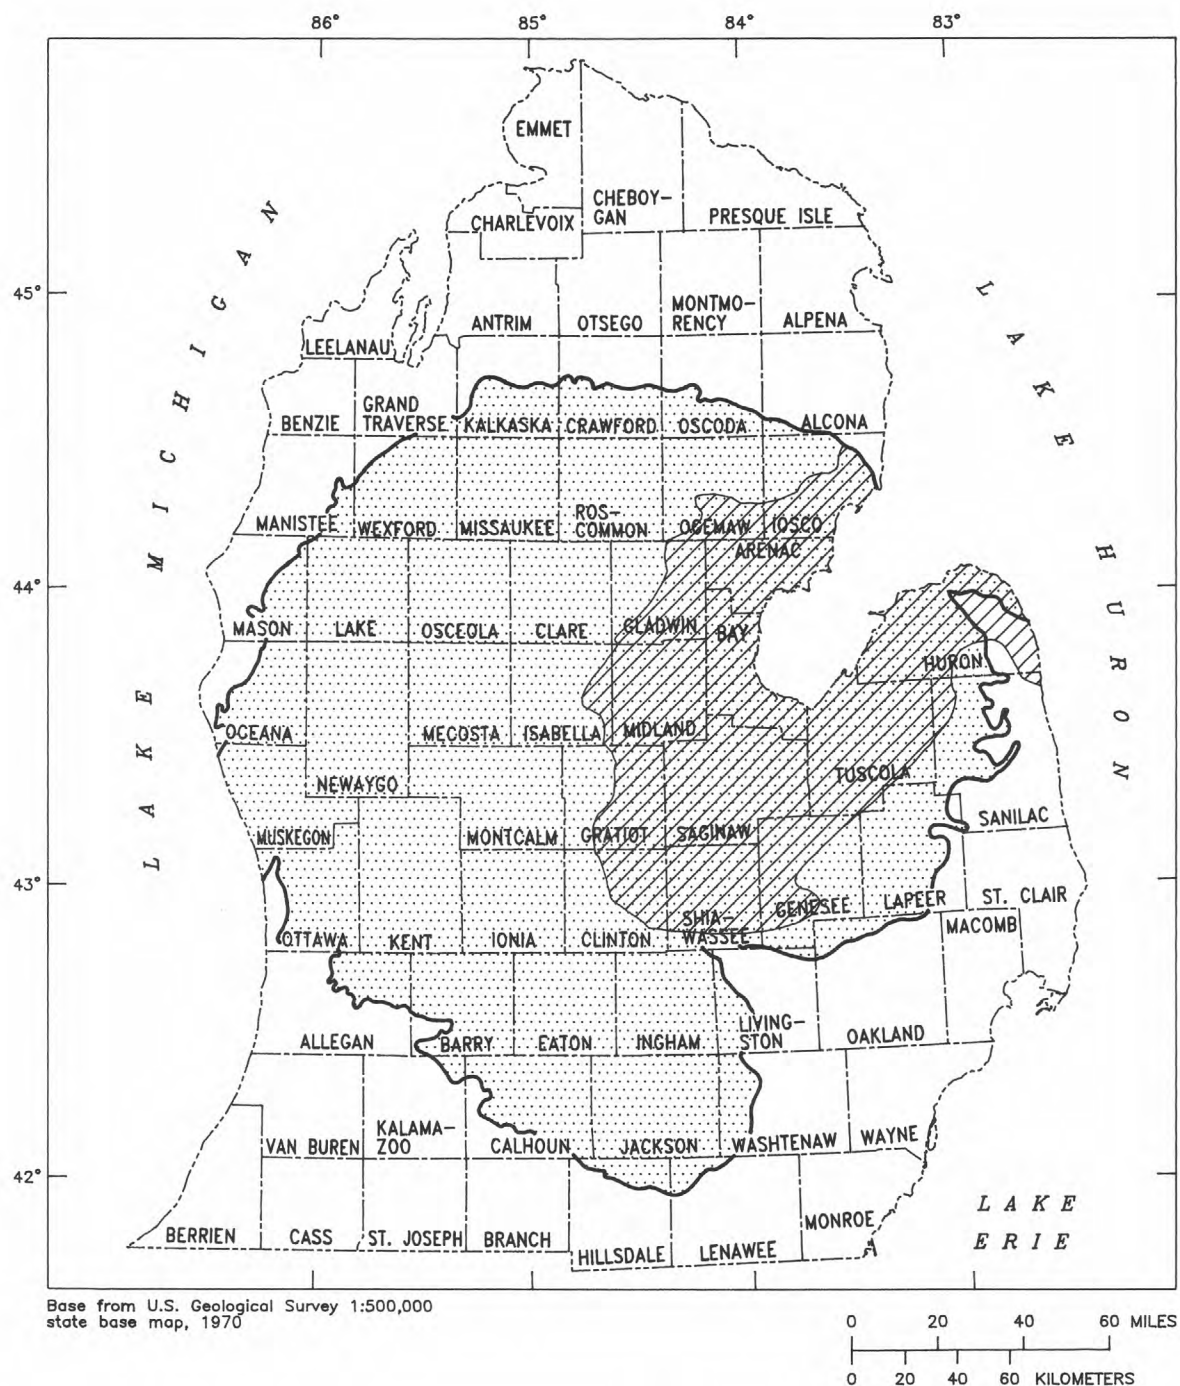 86° 85° 84° 83°
EMMET
CHEBOY-
GAN
CHARLEVOIX
PRESQUE ISLE
LAKE MICHIGAN
LAKE HURON
45°
ANTRIM
OTSEGO
MONTMO-
RENCY
ALPENA
LEELANAU
BENZIE
GRAND
TRAVERSE
KALKASKA
CRAWFORD
OSCODA
ALCONA
MANISTEE
WEXFORD
MISSAUKEE
ROS-
COMMON
OGEMAW
IOSCO
ARENAC
44°
MASON
LAKE
OSCEOLA
CLARE
GLADWIN
BAY
HURON
OCEANA
MECOSTA
ISABELLA
MIDLAND
NEWAYGO
TUSCOLA
MUSKEGON
MONTCALM
GRATIOT
SAGINAW
SANILAC
43°
GENESEE
LAPEER
ST. CLAIR
SHIA-
WASSEE
MACOMB
OTTAWA
KENT
IONIA
CLINTON
ALLEGAN
BARRY
EATON
INGHAM
LIVING-
STON
OAKLAND
VAN BUREN
KALAMA-
ZOO
CALHOUN
JACKSON
WASHTENAW
WAYNE
42°
BERRIEN
CASS
ST. JOSEPH
BRANCH
HILLSDALE
LENAWEE
MONROE
LAKE
ERIE
Base from U.S. Geological Survey 1:500,000
state base map, 1970
0 20 40 60 MILES
0 20 40 60 KILOMETERS